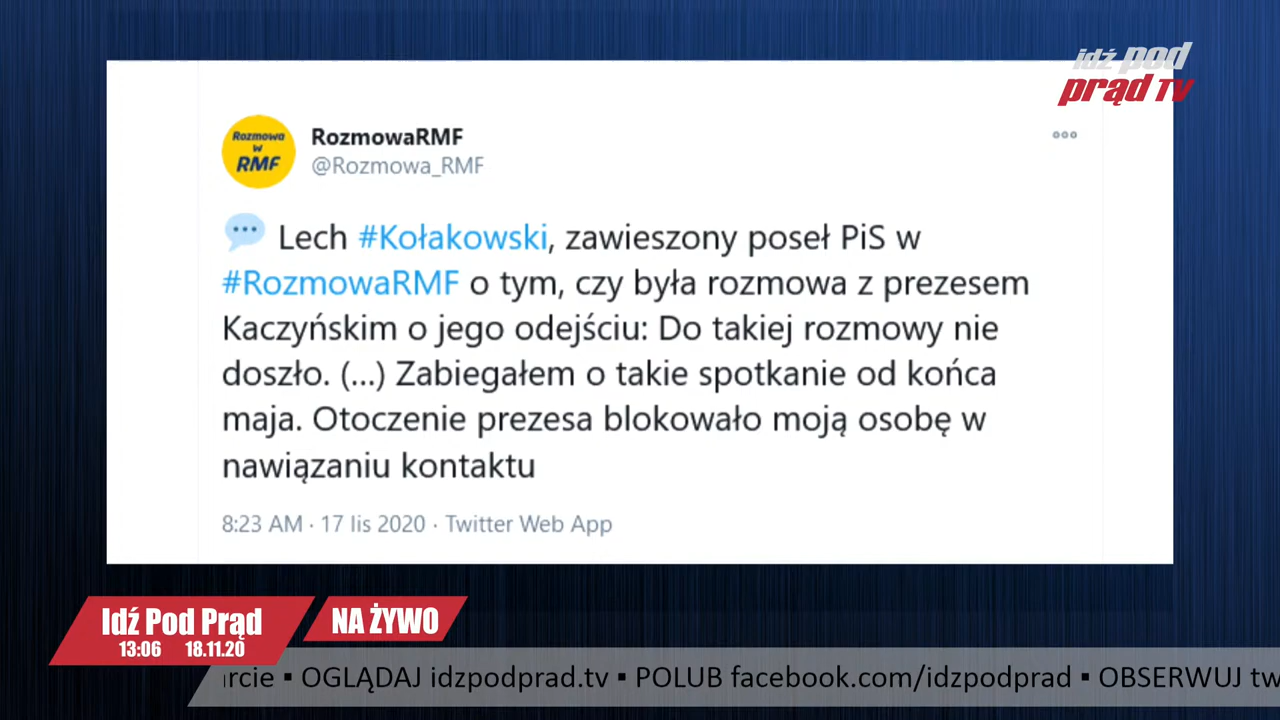 idź pod
prąd TV
Rozmowa
w
RMF
RozmowaRMF
@Rozmowa_RMF
Lech #Kołakowski, zawieszony poseł PiS w
#RozmowaRMF o tym, czy była rozmowa z prezesem
Kaczyńskim o jego odejściu: Do takiej rozmowy nie
doszło. (...) Zabiegałem o takie spotkanie od końca
maja. Otoczenie prezesa blokowało moją osobę w
nawiązaniu kontaktu
8:23 AM · 17 lis 2020 · Twitter Web App
Idź Pod Prąd
NA ŻYWO
13:06 18.11.20
▪ OGLĄDAJ idzpodprad.tv ▪ POLUB facebook.com/idzpodprad ▪ OBSERWUJ